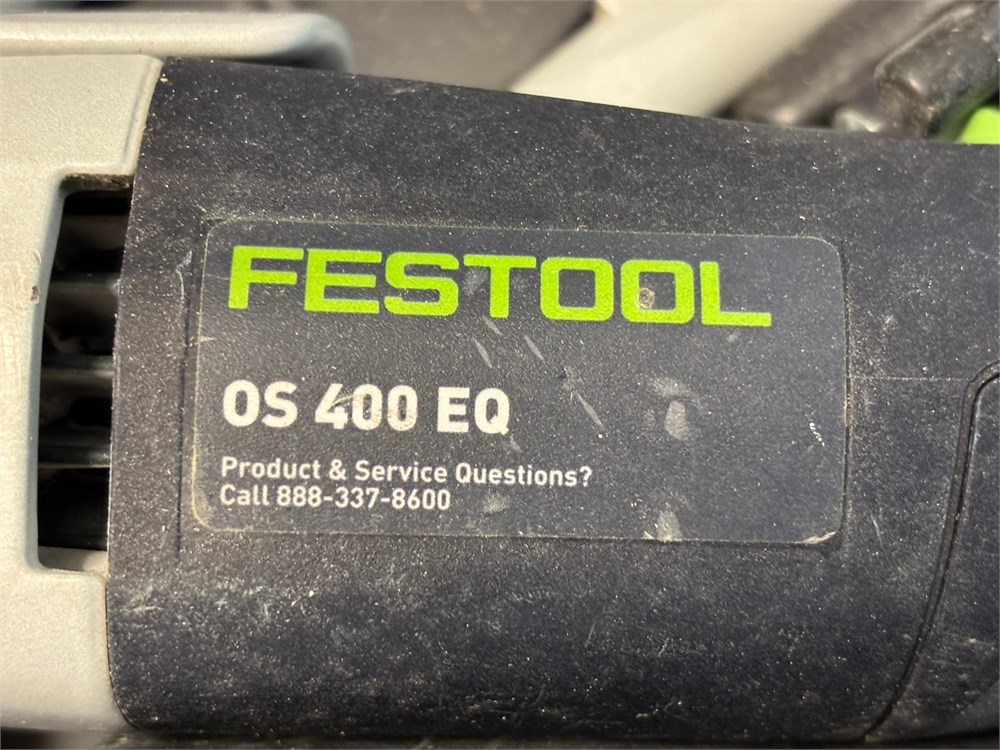 FESTOOL
OS 400 EQ
Product & Service Questions?
Call 888-337-8600